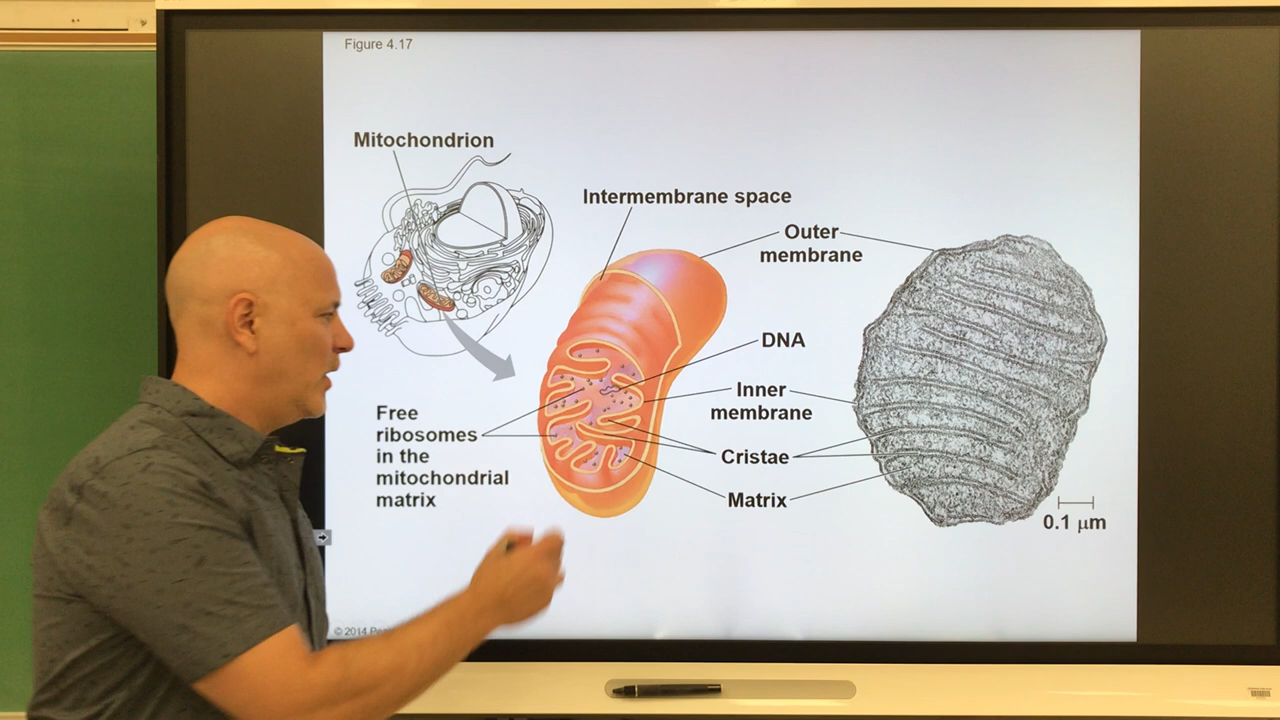 Figure 4.17
Mitochondrion
Intermembrane space
Outer
membrane
DNA
Inner
membrane
Free
ribosomes
in the
mitochondrial
matrix
Cristae
Matrix
0.1 μm
© 2014